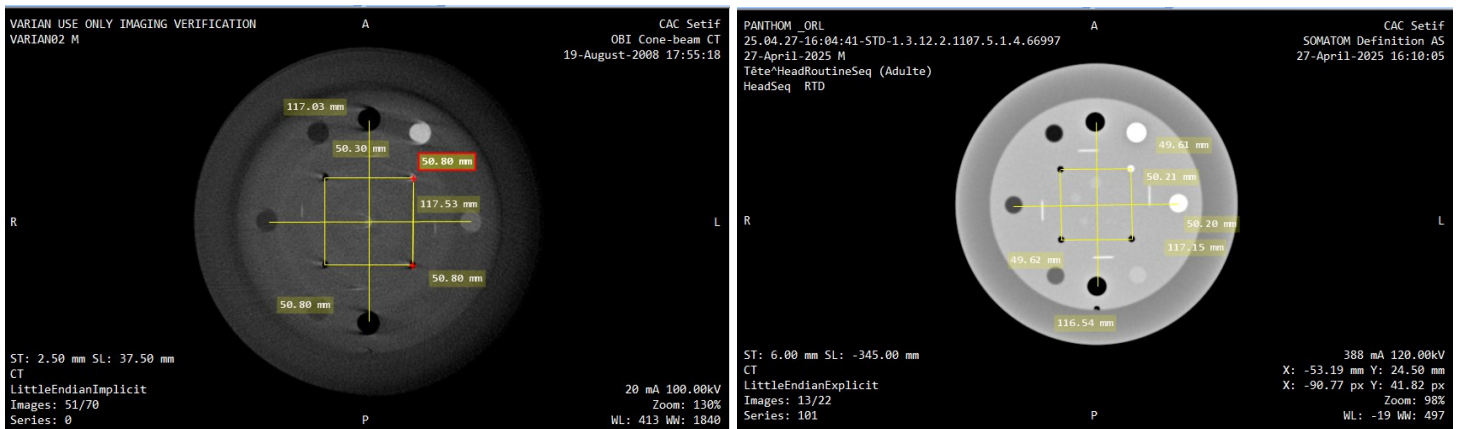 VARIAN USE ONLY IMAGING VERIFICATION
VARIAN02 M
A
CAC Setif
OBI Cone-beam CT
19-August-2008 17:55:18
117.03 mm
50.30 mm
50.80 mm
117.53 mm
R
L
50.80 mm
50.80 mm
ST: 2.50 mm SL: 37.50 mm
CT
LittleEndianImplicit
Images: 51/70
Series: 0
P
20 mA 100.00kV
Zoom: 130%
WL: 413 WW: 1840
PANTHOM _ORL
25.04.27-16:04:41-STD-1.3.12.2.1107.5.1.4.66997
27-April-2025 M
Tête^HeadRoutineSeq (Adulte)
HeadSeq RTD
A
CAC Setif
SOMATOM Definition AS
27-April-2025 16:10:05
49.61 mm
50.21 mm
R
L
50.20 mm
117.15 mm
49.62 mm
116.54 mm
ST: 6.00 mm SL: -345.00 mm
CT
LittleEndianExplicit
Images: 13/22
Series: 101
P
388 mA 120.00kV
X: -53.19 mm Y: 24.50 mm
X: -90.77 px Y: 41.82 px
Zoom: 98%
WL: -19 WW: 497